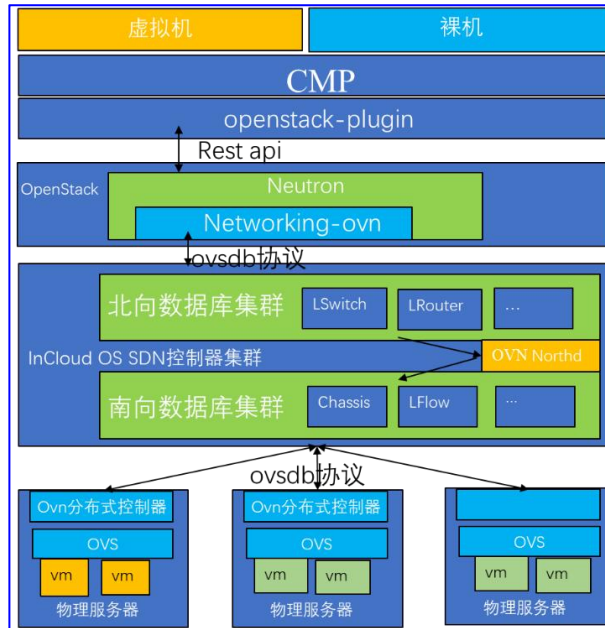 虚拟机
裸机
CMP
openstack-plugin
Rest api
OpenStack
Neutron
Networking-ovn
ovsdb协议
北向数据库集群
LSwitch
LRouter
...
InCloud OS SDN控制器集群
OVN Northd
南向数据库集群
Chassis
LFlow
...
ovsdb协议
Ovn分布式控制器
Ovn分布式控制器
OVS
OVS
OVS
vm
vm
vm
vm
vm
vm
物理服务器
物理服务器
物理服务器